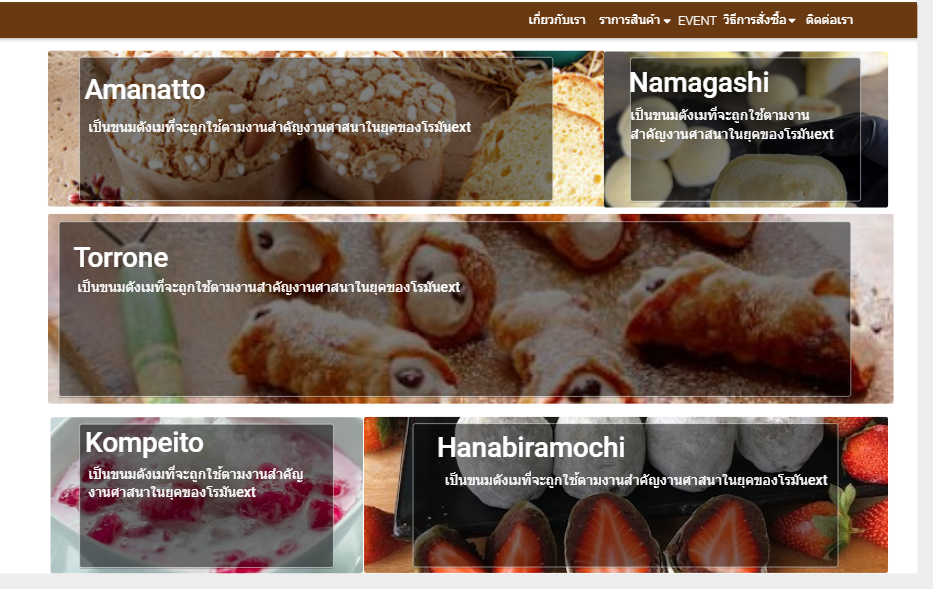 เกี่ยวกับเรา ราการสินค้า EVENT วิธีการสั่งซื้อ ติดต่อเรา
Amanatto
เป็นขนมดังเมที่จะถูกใช้ตามงานสำคัญงานศาสนาในยุคของโรมันext
Namagashi
เป็นขนมดังเมที่จะถูกใช้ตามงาน
สำคัญงานศาสนาในยุคของโรมันext
Torrone
เป็นขนมดังเมที่จะถูกใช้ตามงานสำคัญงานศาสนาในยุคของโรมันext
Kompeito
เป็นขนมดังเมที่จะถูกใช้ตามงานสำคัญ
งานศาสนาในยุคของโรมันext
Hanabiramochi
เป็นขนมดังเมที่จะถูกใช้ตามงานสำคัญงานศาสนาในยุคของโรมันext